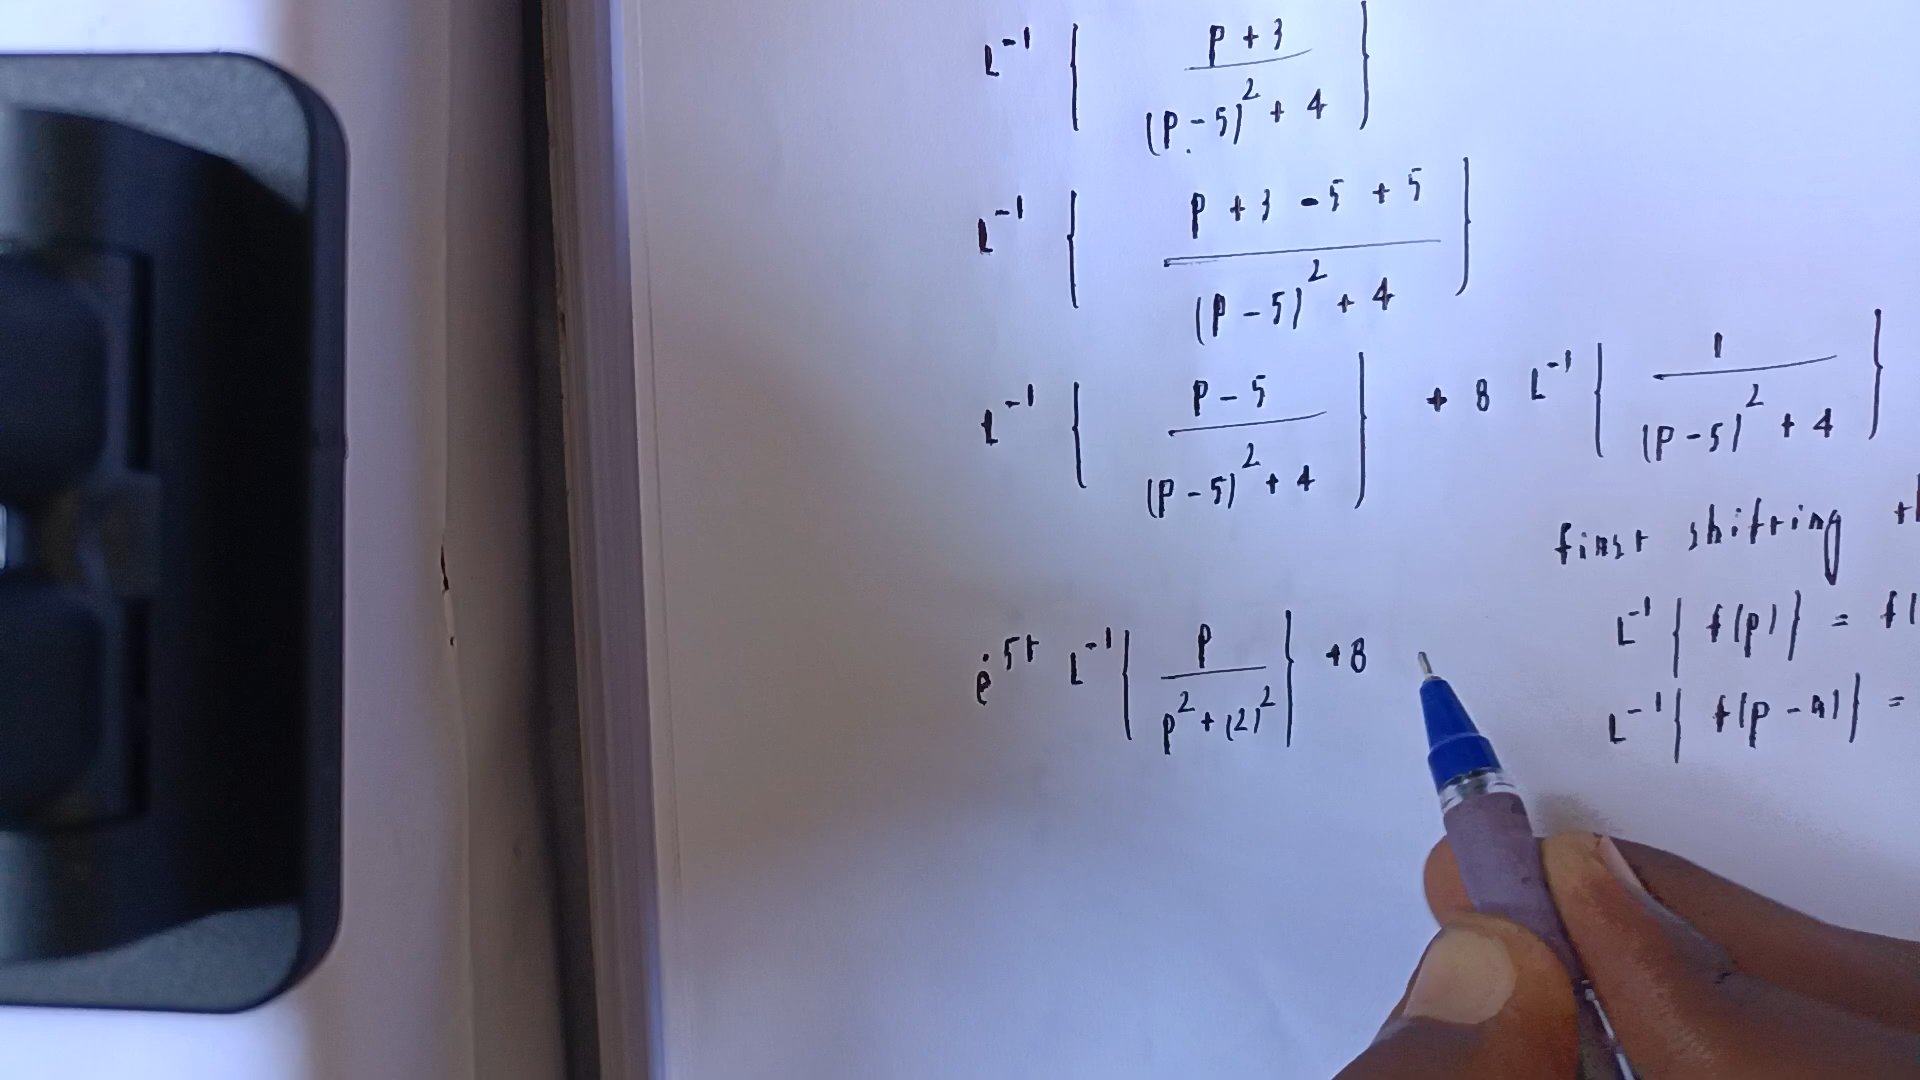 L⁻¹ { p + 3 / (p - 5)² + 4 }
L⁻¹ { p + 3 - 5 + 5 / (p - 5)² + 4 }
L⁻¹ { p - 5 / (p - 5)² + 4 } + 8 L⁻¹ { 1 / (p - 5)² + 4 }
first shifting
L⁻¹ { f(p) } = f(
e⁵ᵗ L⁻¹ { p / p² + (2)² } + 8
L⁻¹ { f(p - a) } =